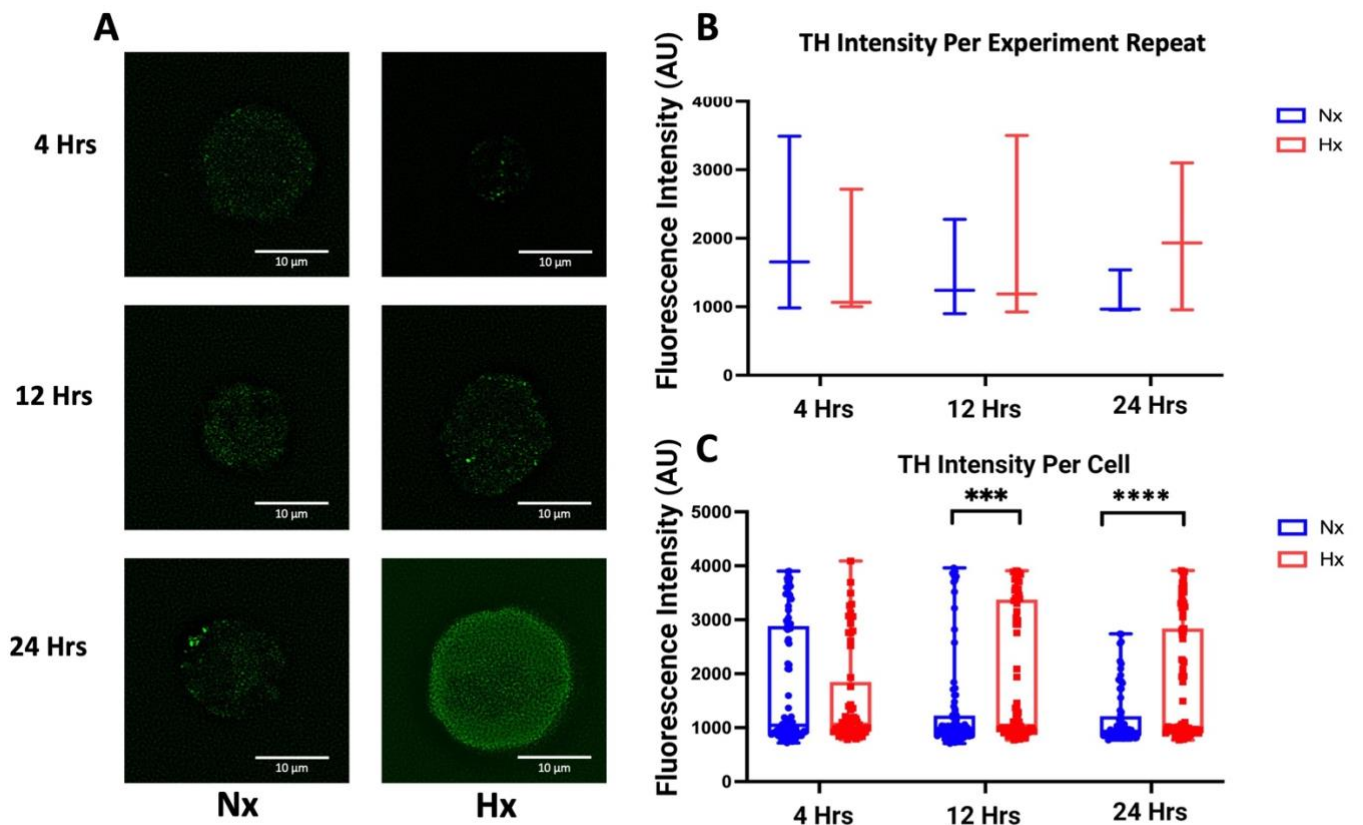 A
4 Hrs
10 µm
10 µm
12 Hrs
10 µm
10 µm
24 Hrs
10 µm
10 µm
Nx
Hx
B
TH Intensity Per Experiment Repeat
Fluorescence Intensity (AU)
4000
3000
2000
1000
0
4 Hrs
12 Hrs
24 Hrs
Nx
Hx
C
TH Intensity Per Cell
Fluorescence Intensity (AU)
5000
4000
3000
2000
1000
0
***
****
4 Hrs
12 Hrs
24 Hrs
Nx
Hx